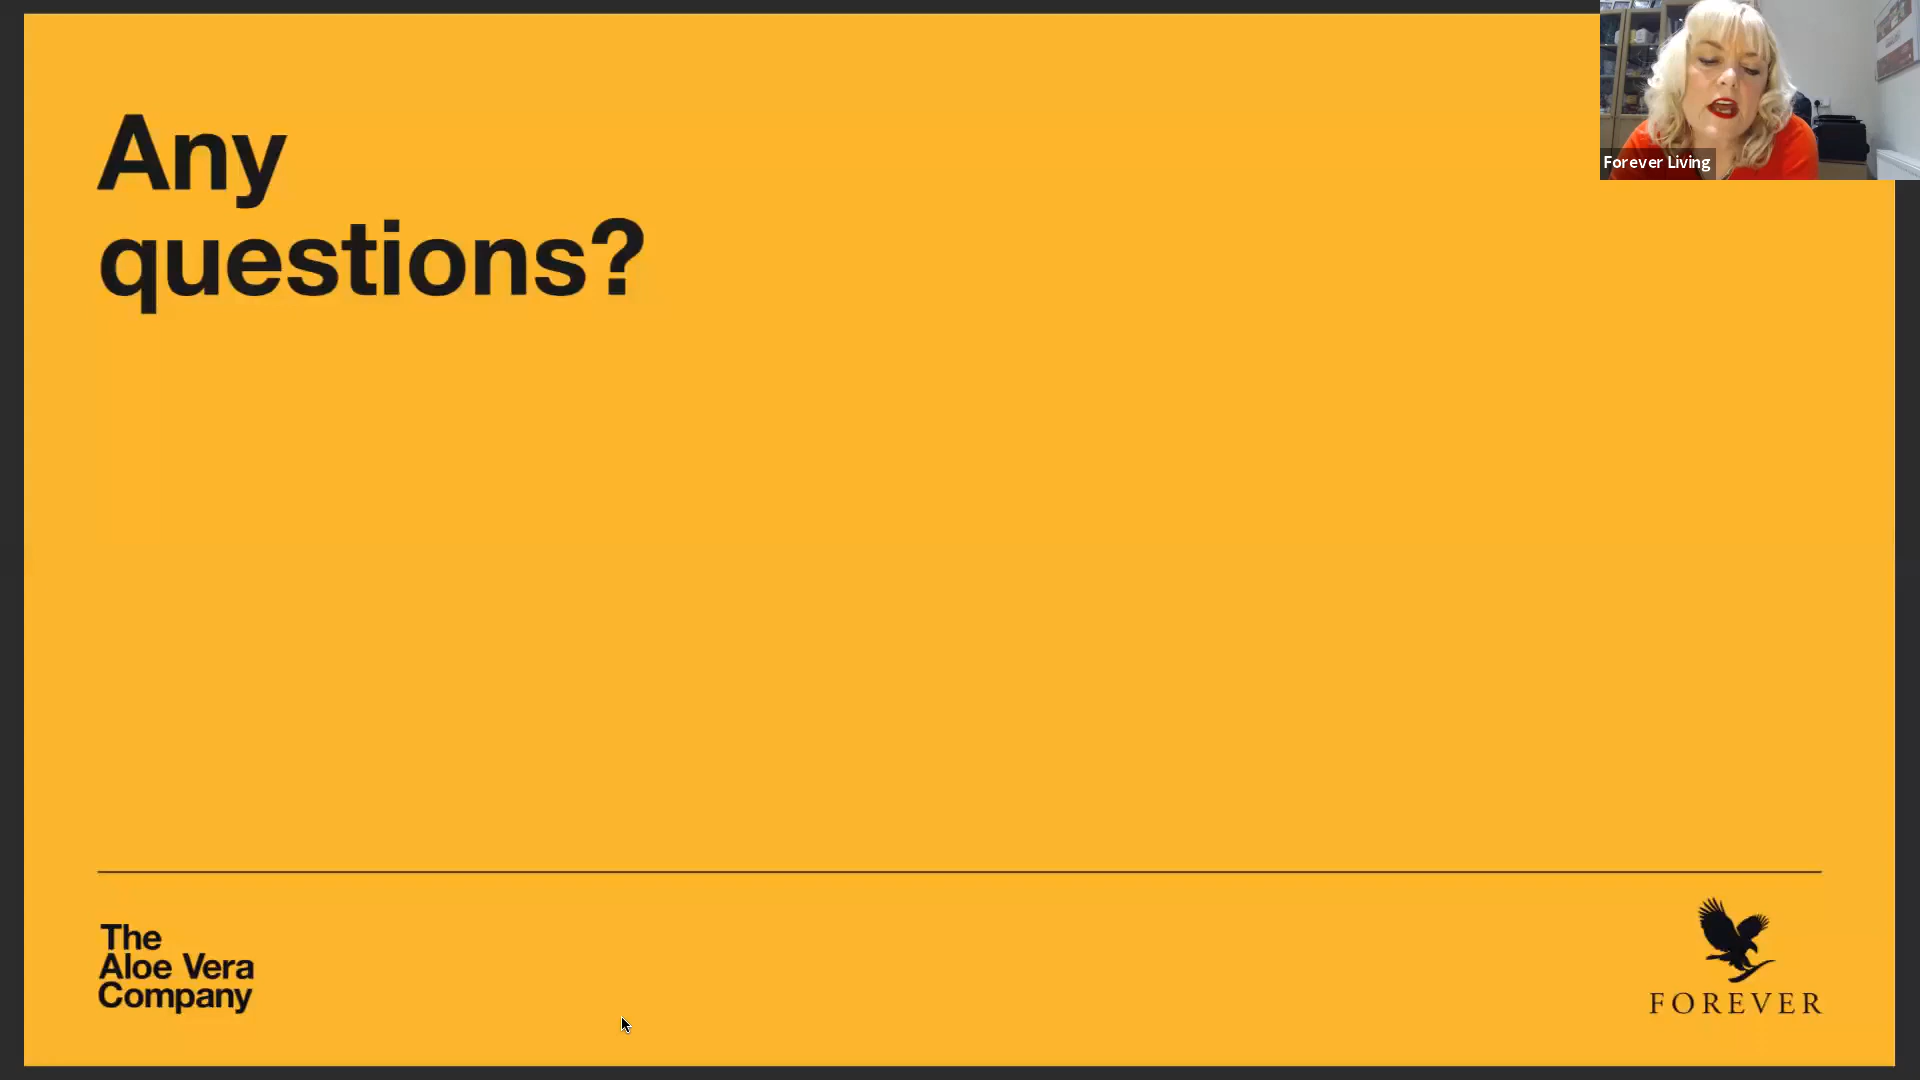 Any
questions?
Forever Living
The
Aloe Vera
Company
FOREVER